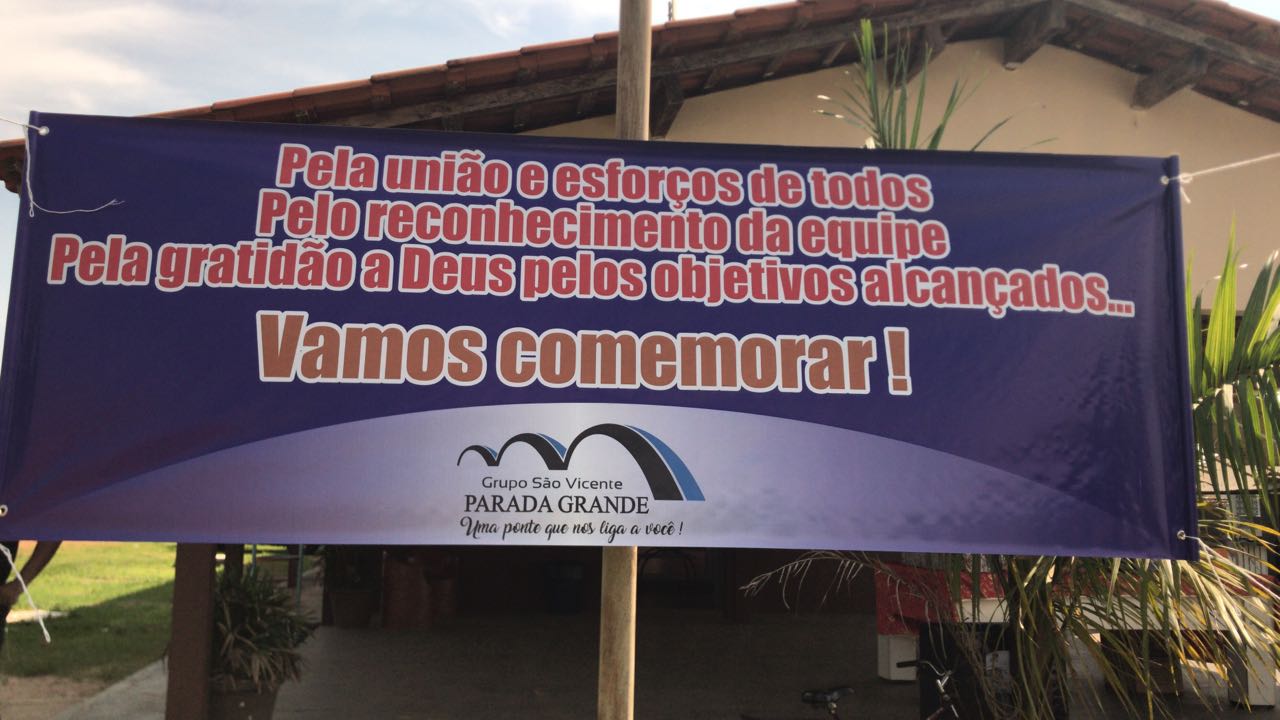 Pela união e esforços de todos
Pelo reconhecimento da equipe
Pela gratidão a Deus pelos objetivos alcançados...
Vamos comemorar !
Grupo São Vicente
PARADA GRANDE
Uma ponte que nos liga a você !